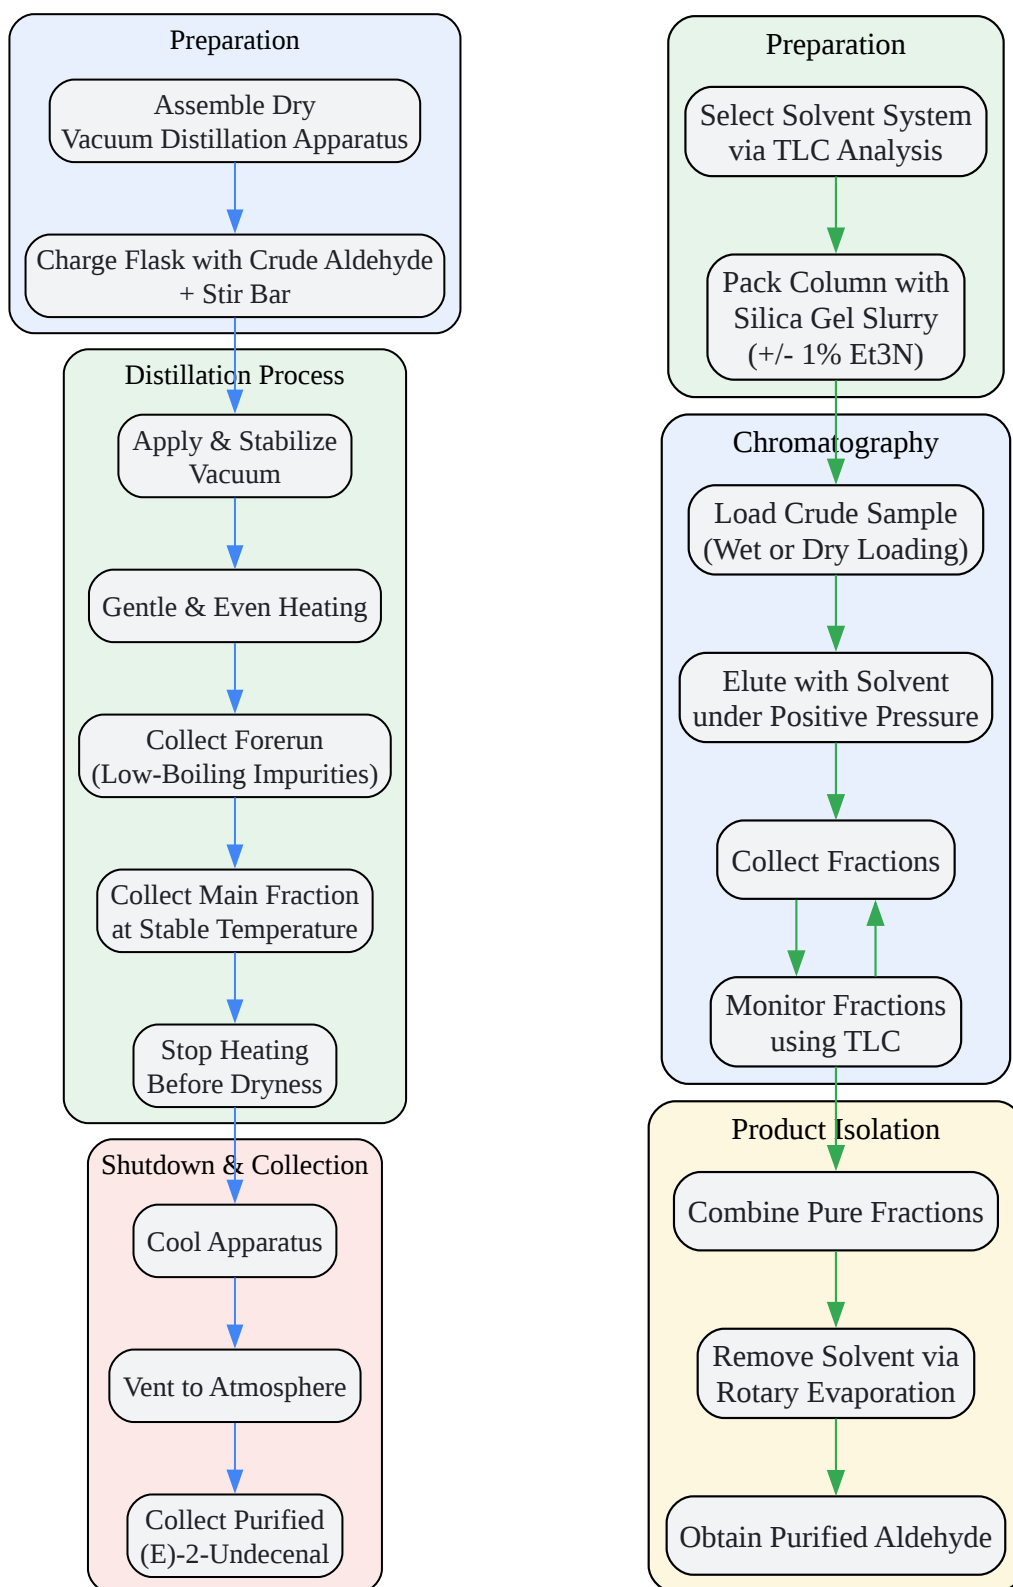 Preparation
Assemble Dry
Vacuum Distillation Apparatus
Charge Flask with Crude Aldehyde
+ Stir Bar
Distillation Process
Apply & Stabilize
Vacuum
Gentle & Even Heating
Collect Forerun
(Low-Boiling Impurities)
Collect Main Fraction
at Stable Temperature
Stop Heating
Before Dryness
Shutdown & Collection
Cool Apparatus
Vent to Atmosphere
Collect Purified
(E)-2-Undecenal
Preparation
Select Solvent System
via TLC Analysis
Pack Column with
Silica Gel Slurry
(+/- 1% Et3N)
Chromatography
Load Crude Sample
(Wet or Dry Loading)
Elute with Solvent
under Positive Pressure
Collect Fractions
Monitor Fractions
using TLC
Product Isolation
Combine Pure Fractions
Remove Solvent via
Rotary Evaporation
Obtain Purified Aldehyde